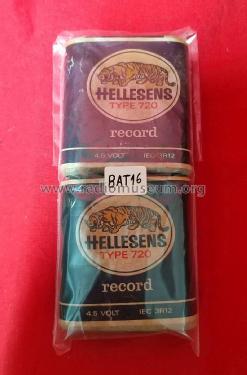 HELLESENS
TYPE 720
record
4.5 VOLT IEC 3R12
BAT16
© www.radiomuseum.org
HELLESENS
TYPE 720
record
4.5 VOLT IEC 3R12